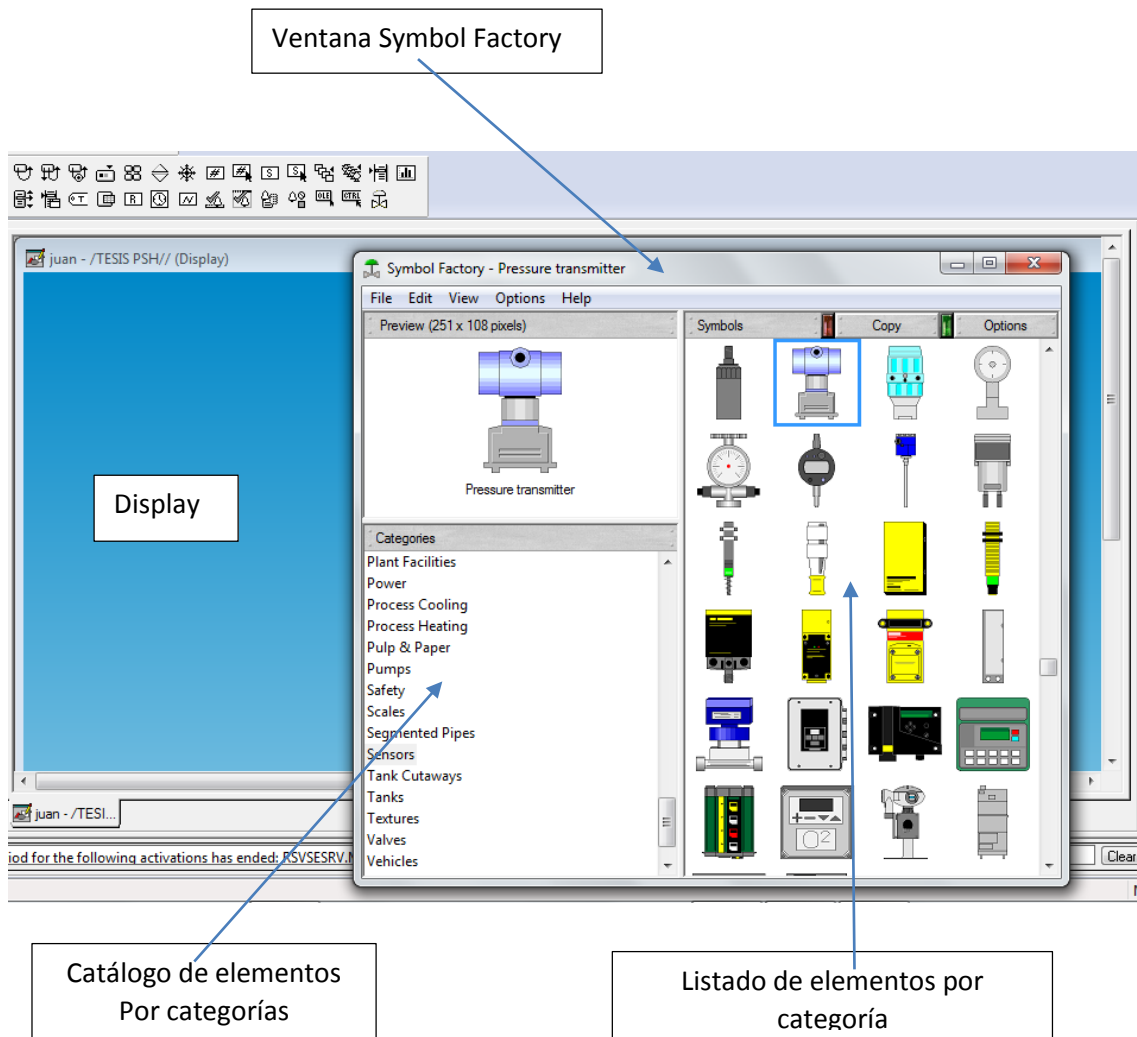 Ventana Symbol Factory
juan - /TESIS PSH// (Display)
Symbol Factory - Pressure transmitter
File Edit View Options Help
Preview (251 x 108 pixels)
Symbols Copy Options
Pressure transmitter
Display
Categories
Plant Facilities
Power
Process Cooling
Process Heating
Pulp & Paper
Pumps
Safety
Scales
Segmented Pipes
Sensors
Tank Cutaways
Tanks
Textures
Valves
Vehicles
O2
juan - /TESI...
for the following activations has ended:
Clear
Catálogo de elementos
Por categorías
Listado de elementos por
categoría